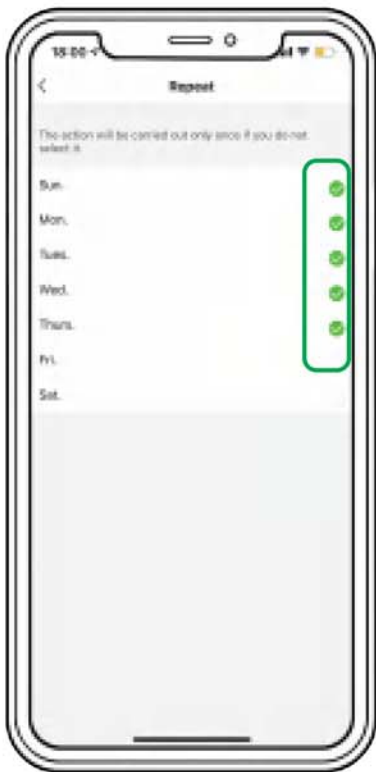 18:00
Repeat
The action will be carried out only once if you do not
select it
Sun.
Mon.
Tues.
Wed.
Thurs.
Fri.
Sat.